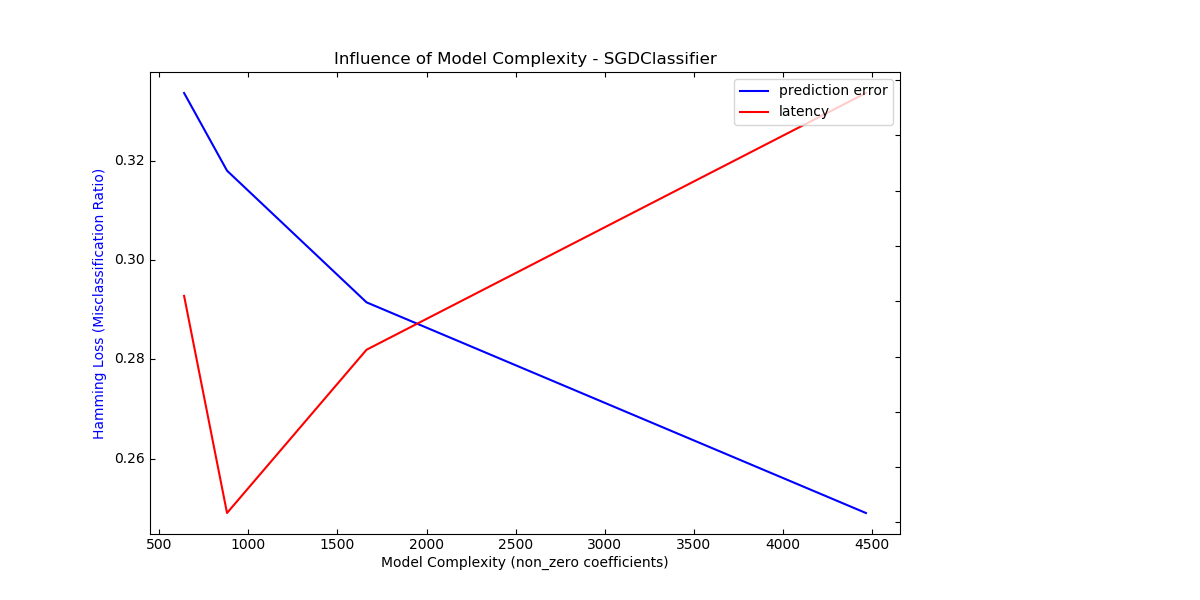 Influence of Model Complexity - SGDClassifier
prediction error
latency
Hamming Loss (Misclassification Ratio)
0.32
0.30
0.28
0.26
500 1000 1500 2000 2500 3000 3500 4000 4500
Model Complexity (non_zero coefficients)